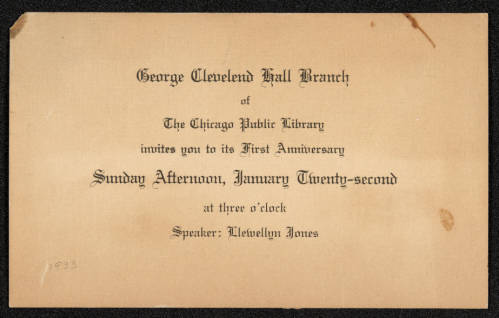 George Clevelend Hall Branch
of
The Chicago Public Library
invites you to its First Anniversary
Sunday Afternoon, January Twenty-second
at three o'clock
Speaker: Llewellyn Jones
1933